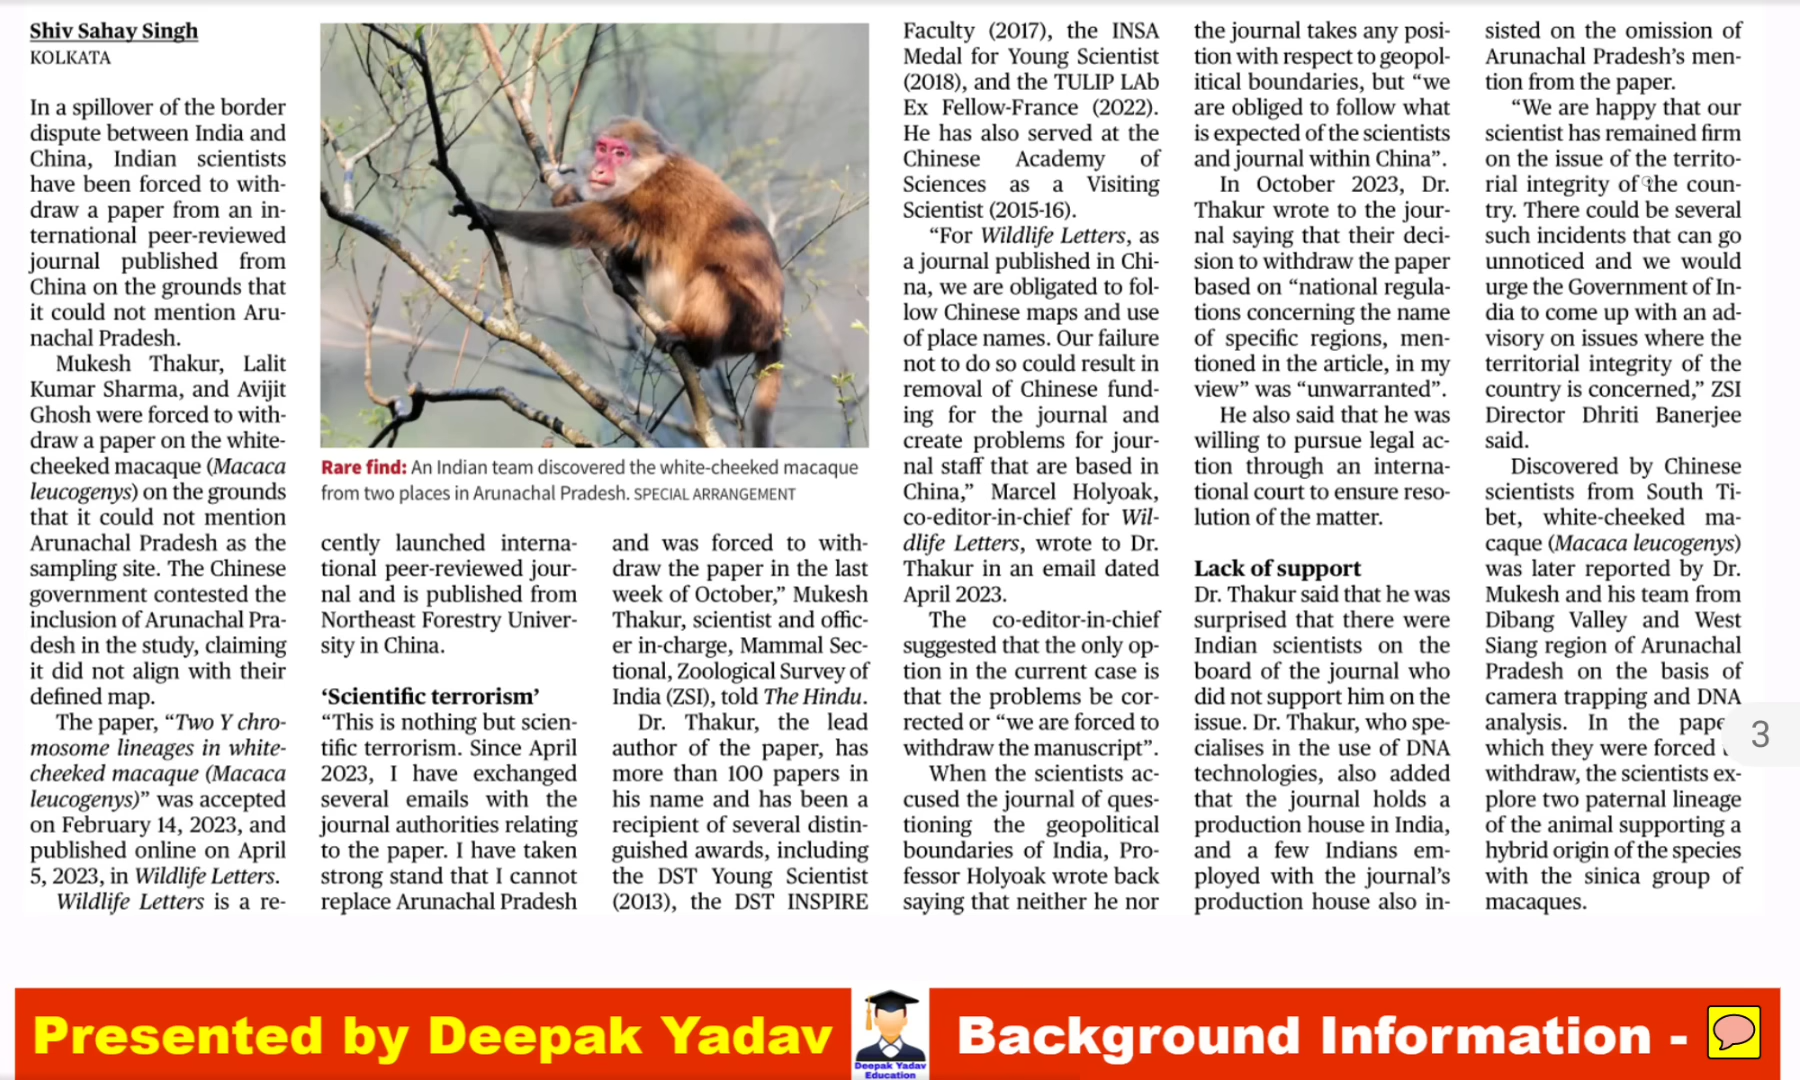 Shiv Sahay Singh
KOLKATA
In a spillover of the border
dispute between India and
China, Indian scientists
have been forced to with-
draw a paper from an in-
ternational peer-reviewed
journal published from
China on the grounds that
it could not mention Aru-
nachal Pradesh.
Mukesh Thakur, Lalit
Kumar Sharma, and Avijit
Ghosh were forced to with-
draw a paper on the white-
cheeked macaque (Macaca
leucogenys) on the grounds
that it could not mention
Arunachal Pradesh as the
sampling site. The Chinese
government contested the
inclusion of Arunachal Pra-
desh in the study, claiming
it did not align with their
defined map.
The paper, “Two Y chro-
mosome lineages in white-
cheeked macaque (Macaca
leucogenys)” was accepted
on February 14, 2023, and
published online on April
5, 2023, in Wildlife Letters.
Wildlife Letters is a re-
Rare find: An Indian team discovered the white-cheeked macaque
from two places in Arunachal Pradesh. SPECIAL ARRANGEMENT
cently launched interna-
tional peer-reviewed jour-
nal and is published from
Northeast Forestry Univer-
sity in China.
‘Scientific terrorism’
“This is nothing but scien-
tific terrorism. Since April
2023, I have exchanged
several emails with the
journal authorities relating
to the paper. I have taken
strong stand that I cannot
replace Arunachal Pradesh
and was forced to with-
draw the paper in the last
week of October,” Mukesh
Thakur, scientist and offic-
er in-charge, Mammal Sec-
tional, Zoological Survey of
India (ZSI), told The Hindu.
Dr. Thakur, the lead
author of the paper, has
more than 100 papers in
his name and has been a
recipient of several distin-
guished awards, including
the DST Young Scientist
(2013), the DST INSPIRE
Faculty (2017), the INSA
Medal for Young Scientist
(2018), and the TULIP LAb
Ex Fellow-France (2022).
He has also served at the
Chinese Academy of
Sciences as a Visiting
Scientist (2015-16).
“For Wildlife Letters, as
a journal published in Chi-
na, we are obligated to fol-
low Chinese maps and use
of place names. Our failure
not to do so could result in
removal of Chinese fund-
ing for the journal and
create problems for jour-
nal staff that are based in
China,” Marcel Holyoak,
co-editor-in-chief for Wil-
dlife Letters, wrote to Dr.
Thakur in an email dated
April 2023.
The co-editor-in-chief
suggested that the only op-
tion in the current case is
that the problems be cor-
rected or “we are forced to
withdraw the manuscript”.
When the scientists ac-
cused the journal of ques-
tioning the geopolitical
boundaries of India, Pro-
fessor Holyoak wrote back
saying that neither he nor
the journal takes any posi-
tion with respect to geopol-
itical boundaries, but “we
are obliged to follow what
is expected of the scientists
and journal within China”.
In October 2023, Dr.
Thakur wrote to the jour-
nal saying that their deci-
sion to withdraw the paper
based on “national regula-
tions concerning the name
of specific regions, men-
tioned in the article, in my
view” was “unwarranted”.
He also said that he was
willing to pursue legal ac-
tion through an interna-
tional court to ensure reso-
lution of the matter.
Lack of support
Dr. Thakur said that he was
surprised that there were
Indian scientists on the
board of the journal who
did not support him on the
issue. Dr. Thakur, who spe-
cialises in the use of DNA
technologies, also added
that the journal holds a
production house in India,
and a few Indians em-
ployed with the journal’s
production house also in-
sisted on the omission of
Arunachal Pradesh’s men-
tion from the paper.
“We are happy that our
scientist has remained firm
on the issue of the territo-
rial integrity of the coun-
try. There could be several
such incidents that can go
unnoticed and we would
urge the Government of In-
dia to come up with an ad-
visory on issues where the
territorial integrity of the
country is concerned,” ZSI
Director Dhriti Banerjee
said.
Discovered by Chinese
scientists from South Ti-
bet, white-cheeked ma-
caque (Macaca leucogenys)
was later reported by Dr.
Mukesh and his team from
Dibang Valley and West
Siang region of Arunachal
Pradesh on the basis of
camera trapping and DNA
analysis. In the pape
which they were forced
withdraw, the scientists ex-
plore two paternal lineage
of the animal supporting a
hybrid origin of the species
with the sinica group of
macaques.
3
Presented by Deepak Yadav
Deepak Yadav
Education
Background Information -